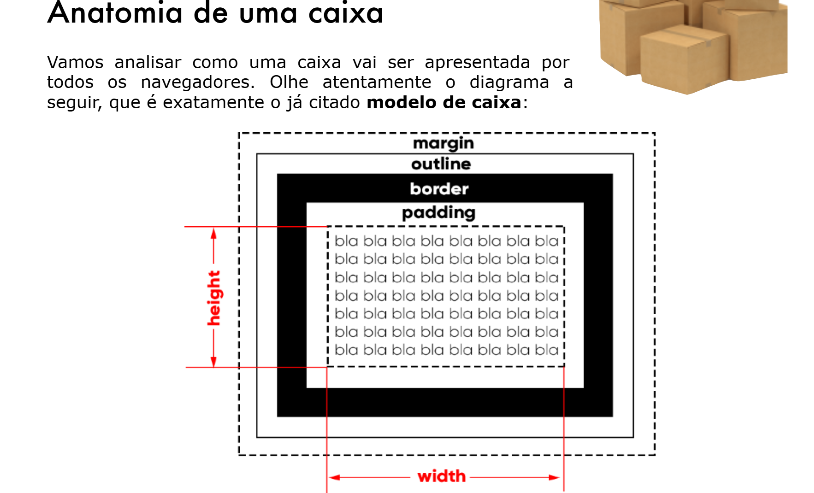 Anatomia de uma caixa
Vamos analisar como uma caixa vai ser apresentada por
todos os navegadores. Olhe atentamente o diagrama a
seguir, que é exatamente o já citado modelo de caixa:
margin
outline
border
padding
bla bla bla bla bla bla bla bla
bla bla bla bla bla bla bla bla
bla bla bla bla bla bla bla bla
bla bla bla bla bla bla bla bla
bla bla bla bla bla bla bla bla
bla bla bla bla bla bla bla bla
bla bla bla bla bla bla bla bla
height
width